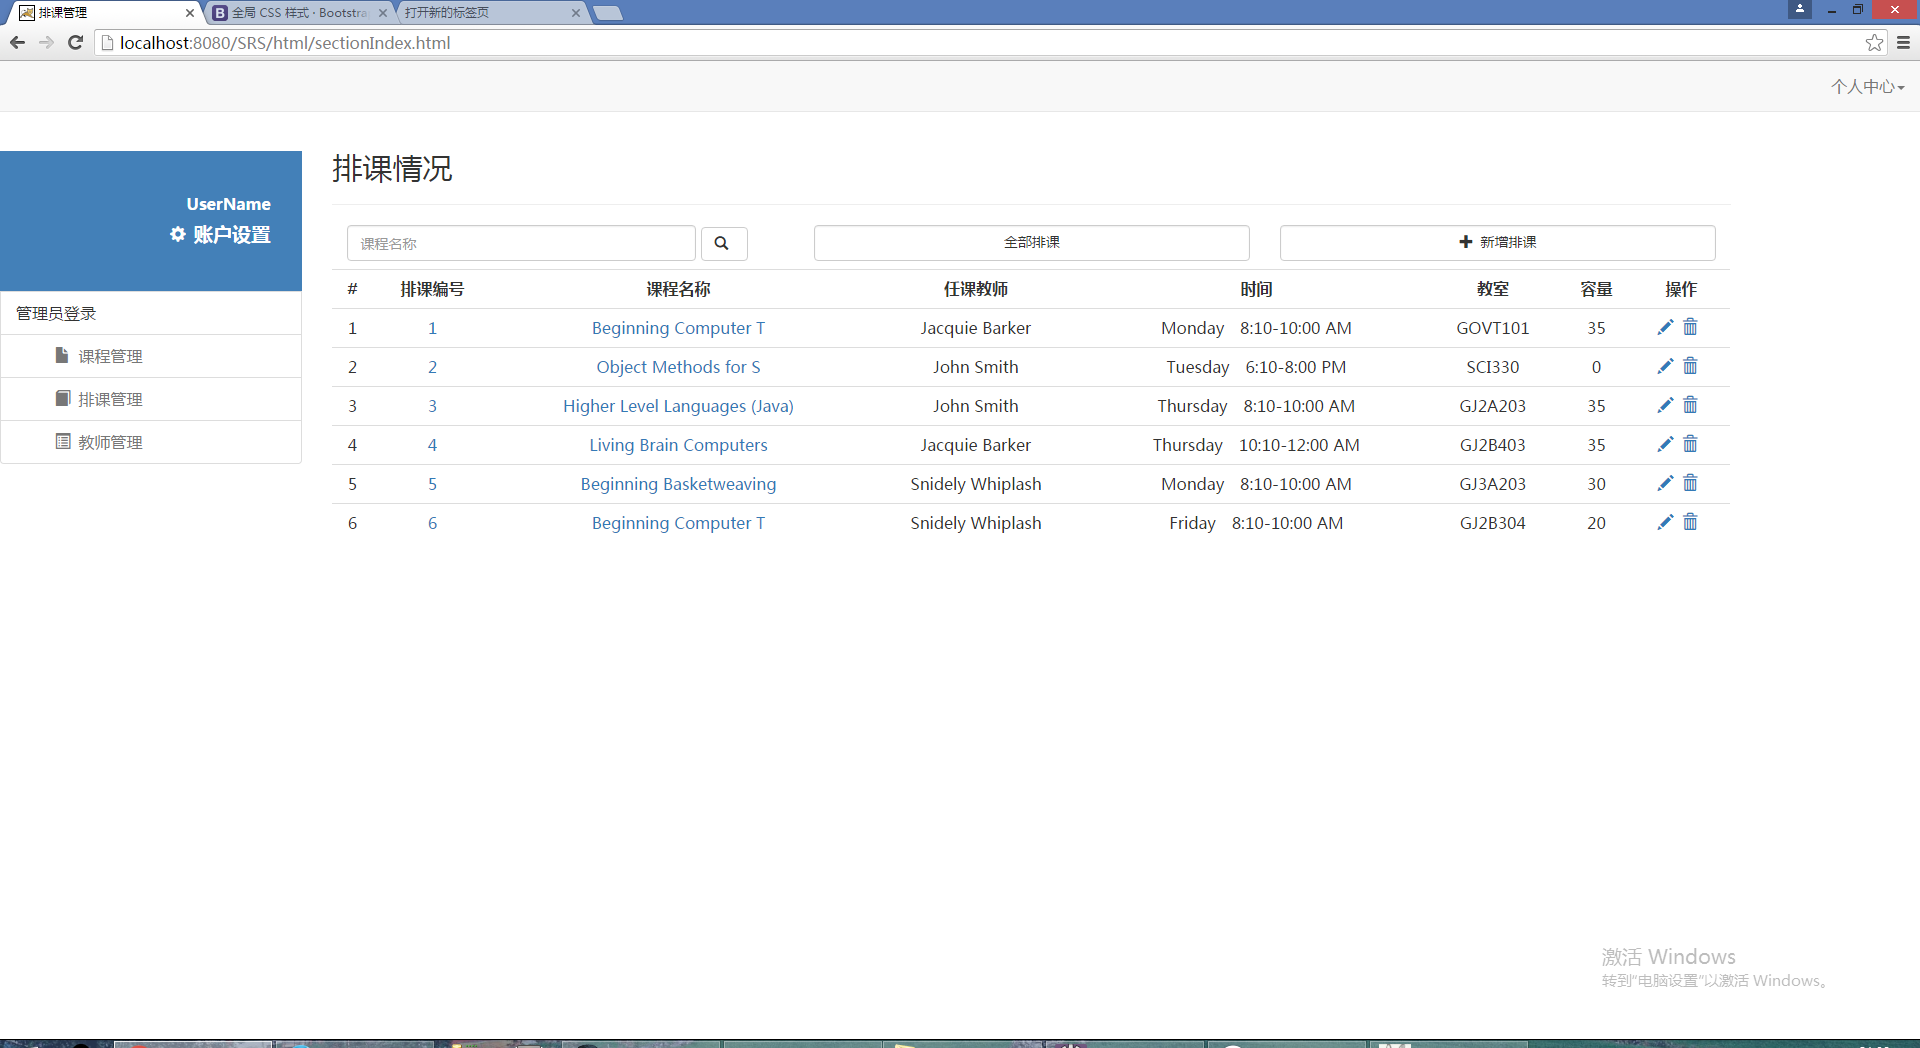 排课管理
全局 CSS 样式 · Bootstra
打开新的标签页
localhost:8080/SRS/html/sectionIndex.html
个人中心
UserName
账户设置
管理员登录
课程管理
排课管理
教师管理
排课情况
课程名称
全部排课
新增排课
# 排课编号 课程名称 任课教师 时间 教室 容量 操作
1 1 Beginning Computer T Jacquie Barker Monday 8:10-10:00 AM GOVT101 35
2 2 Object Methods for S John Smith Tuesday 6:10-8:00 PM SCI330 0
3 3 Higher Level Languages (Java) John Smith Thursday 8:10-10:00 AM GJ2A203 35
4 4 Living Brain Computers Jacquie Barker Thursday 10:10-12:00 AM GJ2B403 35
5 5 Beginning Basketweaving Snidely Whiplash Monday 8:10-10:00 AM GJ3A203 30
6 6 Beginning Computer T Snidely Whiplash Friday 8:10-10:00 AM GJ2B304 20
激活 Windows
转到“电脑设置”以激活 Windows。